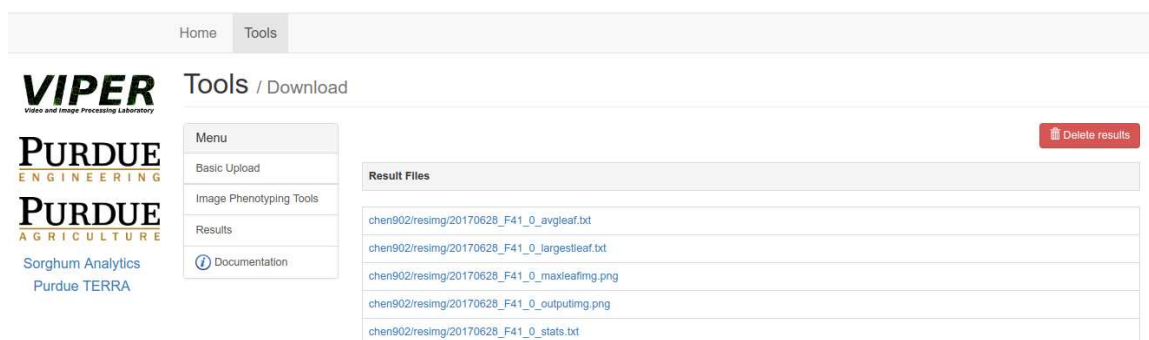 Home Tools
VIPER
Video and Image Processing Laboratory
PURDUE
ENGINEERING
PURDUE
AGRICULTURE
Sorghum Analytics
Purdue TERRA
Tools / Download
Menu
Basic Upload
Image Phenotyping Tools
Results
Documentation
Delete results
Result Files
chen902/resimg/20170628_F41_0_avgleaf.txt
chen902/resimg/20170628_F41_0_largestleaf.txt
chen902/resimg/20170628_F41_0_maxleafimg.png
chen902/resimg/20170628_F41_0_outputimg.png
chen902/resimg/20170628_F41_0_stats.txt